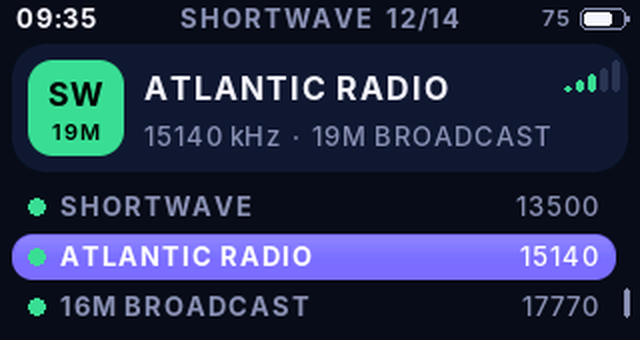 09:35 SHORTWAVE 12/14 75
SW
19M
ATLANTIC RADIO
15140 kHz · 19M BROADCAST
SHORTWAVE 13500
ATLANTIC RADIO 15140
16M BROADCAST 17770